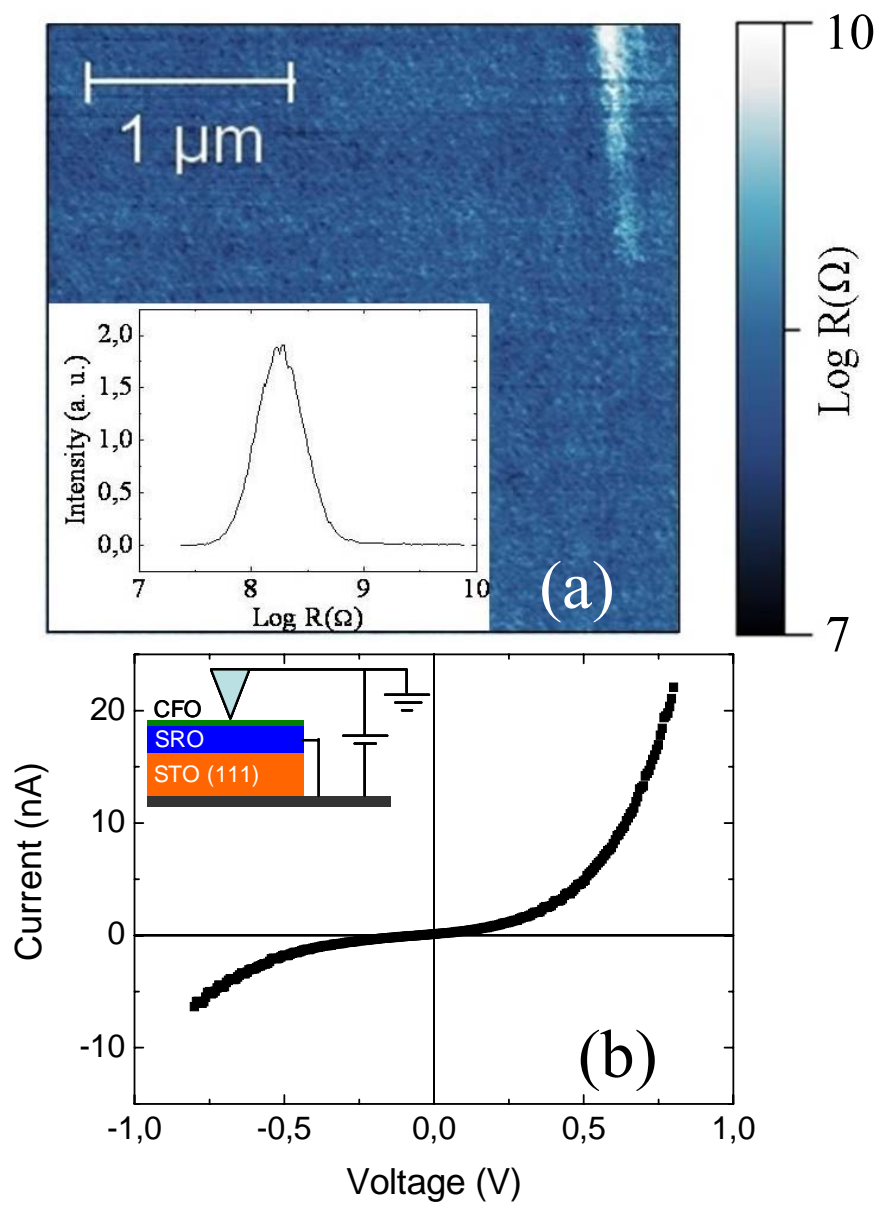 10
1 μm
Log R(Ω)
2,0
1,5
1,0
0,5
0,0
Intensity (a. u.)
7 8 9 10
Log R(Ω)
(a)
7
CFO
SRO
STO (111)
20
10
0
-10
Current (nA)
(b)
-1,0 -0,5 0,0 0,5 1,0
Voltage (V)